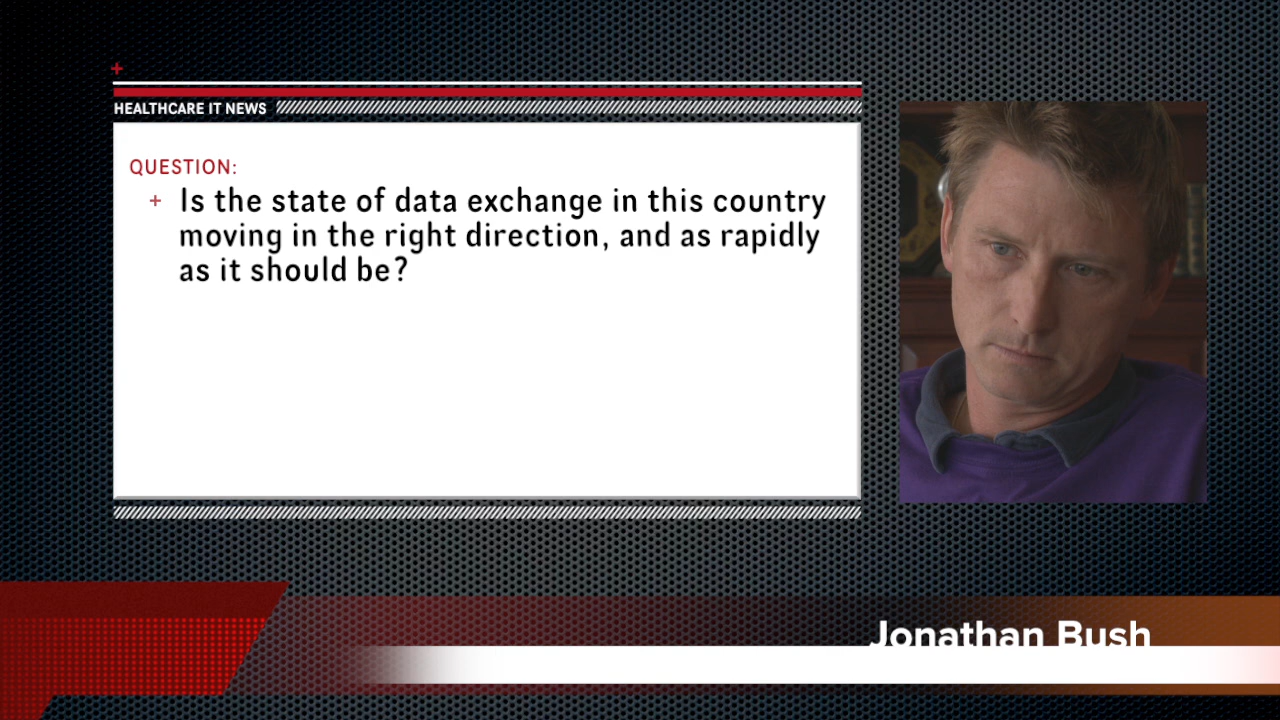 HEALTHCARE IT NEWS
QUESTION:
+ Is the state of data exchange in this country
moving in the right direction, and as rapidly
as it should be?
Jonathan Bush